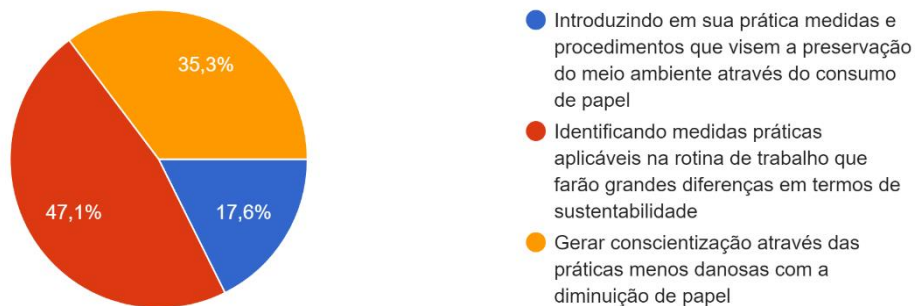 35,3%
47,1%
17,6%
Introduzindo em sua prática medidas e
procedimentos que visem a preservação
do meio ambiente através do consumo
de papel
Identificando medidas práticas
aplicáveis na rotina de trabalho que
farão grandes diferenças em termos de
sustentabilidade
Gerar conscientização através das
práticas menos danosas com a
diminuição de papel